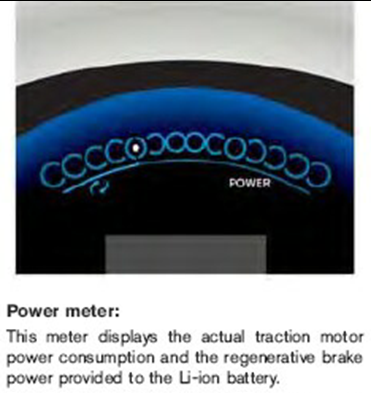 POWER
Power meter:
This meter displays the actual traction motor
power consumption and the regenerative brake
power provided to the Li-ion battery.